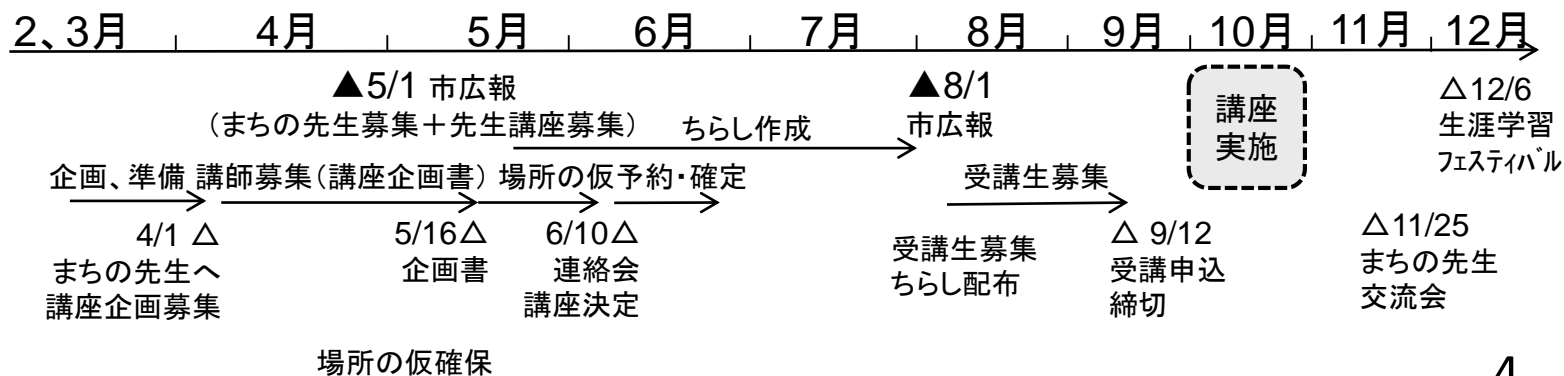 2、3月 4月 5月 6月 7月 8月 9月 10月 11月 12月
▲5/1 市広報
(まちの先生募集+先生講座募集)
ちらし作成
▲8/1
市広報
講座
実施
△12/6
生涯学習
ﾌｪｽﾃｨﾊﾞﾙ
企画、準備 講師募集(講座企画書) 場所の仮予約・確定
受講生募集
4/1 △
まちの先生へ
講座企画募集
5/16△
企画書
6/10△
連絡会
講座決定
受講生募集
ちらし配布
△ 9/12
受講申込
締切
△11/25
まちの先生
交流会
場所の仮確保